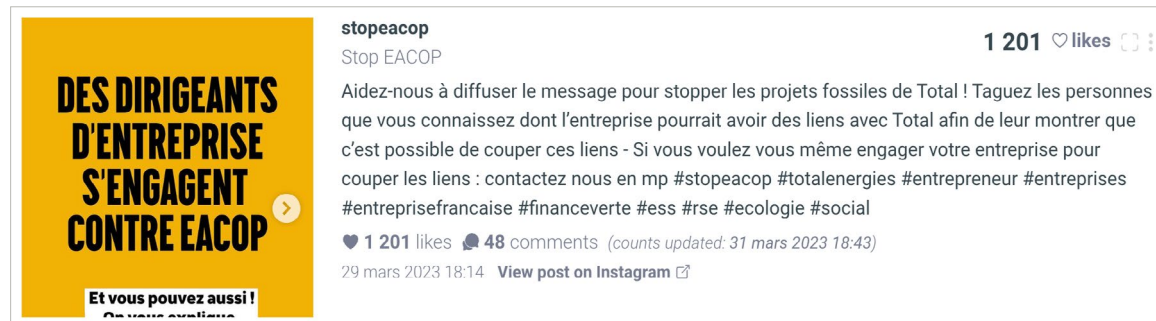 DES DIRIGEANTS
D'ENTREPRISE
S'ENGAGENT
CONTRE EACOP
Et vous pouvez aussi !
On vous explique
stopeacop
Stop EACOP
1 201 likes
Aidez-nous à diffuser le message pour stopper les projets fossiles de Total ! Taguez les personnes
que vous connaissez dont l’entreprise pourrait avoir des liens avec Total afin de leur montrer que
c’est possible de couper ces liens - Si vous voulez vous même engager votre entreprise pour
couper les liens : contactez nous en mp #stopeacop #totalenergies #entrepreneur #entreprises
#entreprisefrancaise #financeverte #ess #rse #ecologie #social
1 201 likes 48 comments (counts updated: 31 mars 2023 18:43)
29 mars 2023 18:14 View post on Instagram